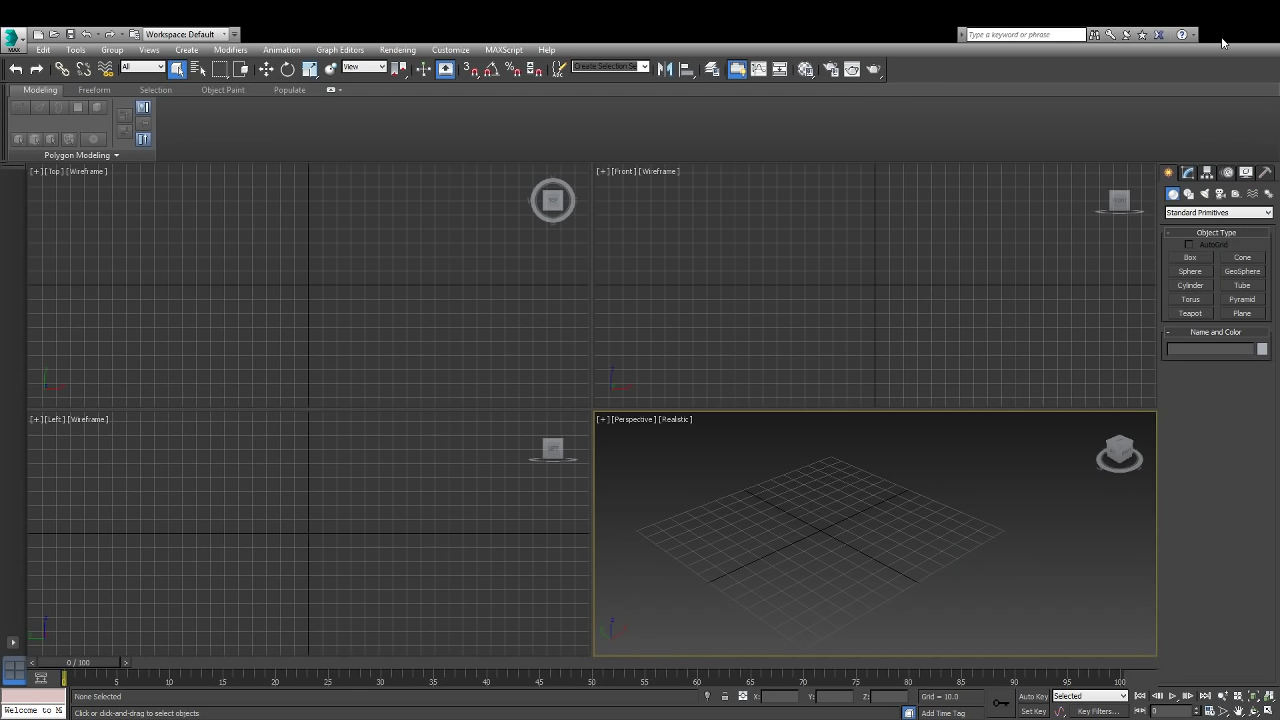 MAX
Workspace: Default
Type a keyword or phrase
Edit Tools Group Views Create Modifiers Animation Graph Editors Rendering Customize MAXScript Help
All
View
Create Selection Se
Modeling Freeform Selection Object Paint Populate
Polygon Modeling
[+] [Top] [Wireframe]
TOP
[+] [Front] [Wireframe]
Standard Primitives
- Object Type
AutoGrid
Box Cone
Sphere GeoSphere
Cylinder Tube
Torus Pyramid
Teapot Plane
- Name and Color
[+] [Left] [Wireframe]
LEFT
[+] [Perspective] [Realistic]
< 0 / 100 >
0 5 10 15 20 25 30 35 40 45 50 55 60 65 70 75 80 85 90 95 100
None Selected
X: Y: Z: Grid = 10.0
Auto Key Selected
Welcome to M
Click or click-and-drag to select objects
Add Time Tag
Set Key Key Filters... 0